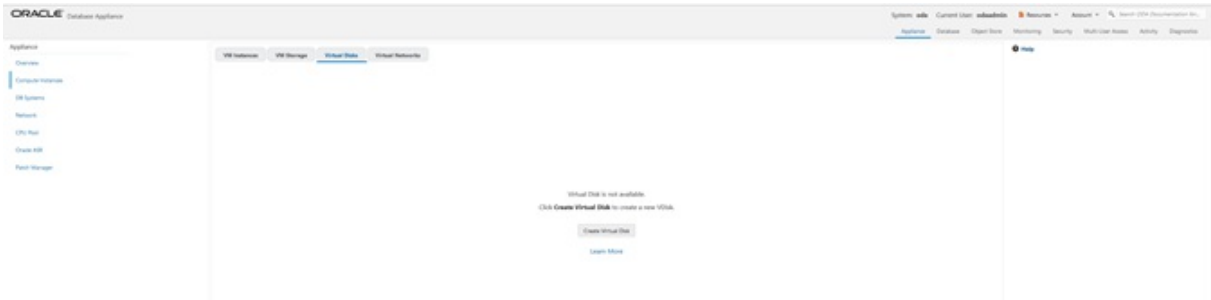 ORACLE Database Appliance
System: oda Current User: odaadmin Resources Account Search ODA Documentation
Appliance Database Object Store Monitoring Security Multi-User Access Activity Diagnostics
Appliance
Overview
Compute Instances
DB Systems
Network
CPU Pool
Oracle ASR
Patch Manager
VM Instances VM Storage Virtual Disks Virtual Networks
Help
Virtual Disk is not available.
Click Create Virtual Disk to create a new VDisk.
Create Virtual Disk
Learn More